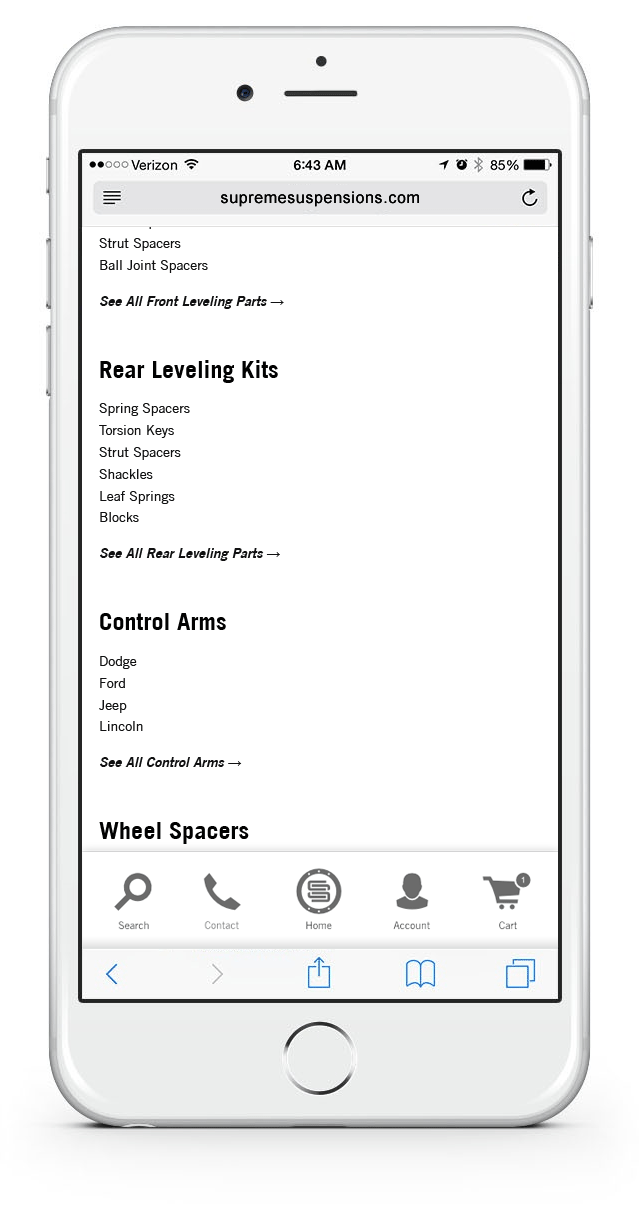 Verizon 6:43 AM 85%
supremesuspensions.com
Strut Spacers
Ball Joint Spacers
See All Front Leveling Parts →
Rear Leveling Kits
Spring Spacers
Torsion Keys
Strut Spacers
Shackles
Leaf Springs
Blocks
See All Rear Leveling Parts →
Control Arms
Dodge
Ford
Jeep
Lincoln
See All Control Arms →
Wheel Spacers
1
Search Contact Home Account Cart